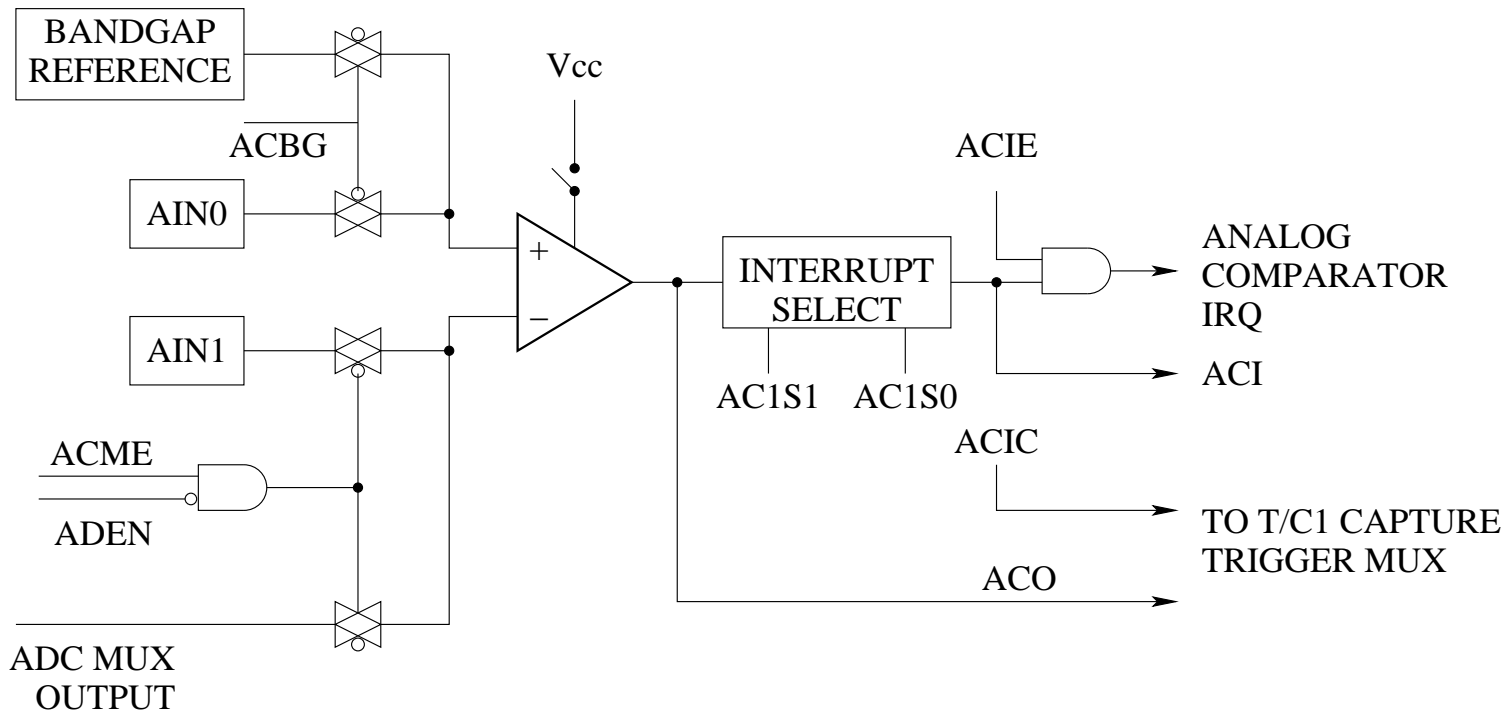 BANDGAP
REFERENCE
Vcc
ACBG
ACIE
AIN0
+
ANALOG
COMPARATOR
IRQ
INTERRUPT
SELECT
−
AIN1
ACI
AC1S1 AC1S0
ACME
ACIC
ADEN
TO T/C1 CAPTURE
TRIGGER MUX
ACO
ADC MUX
OUTPUT